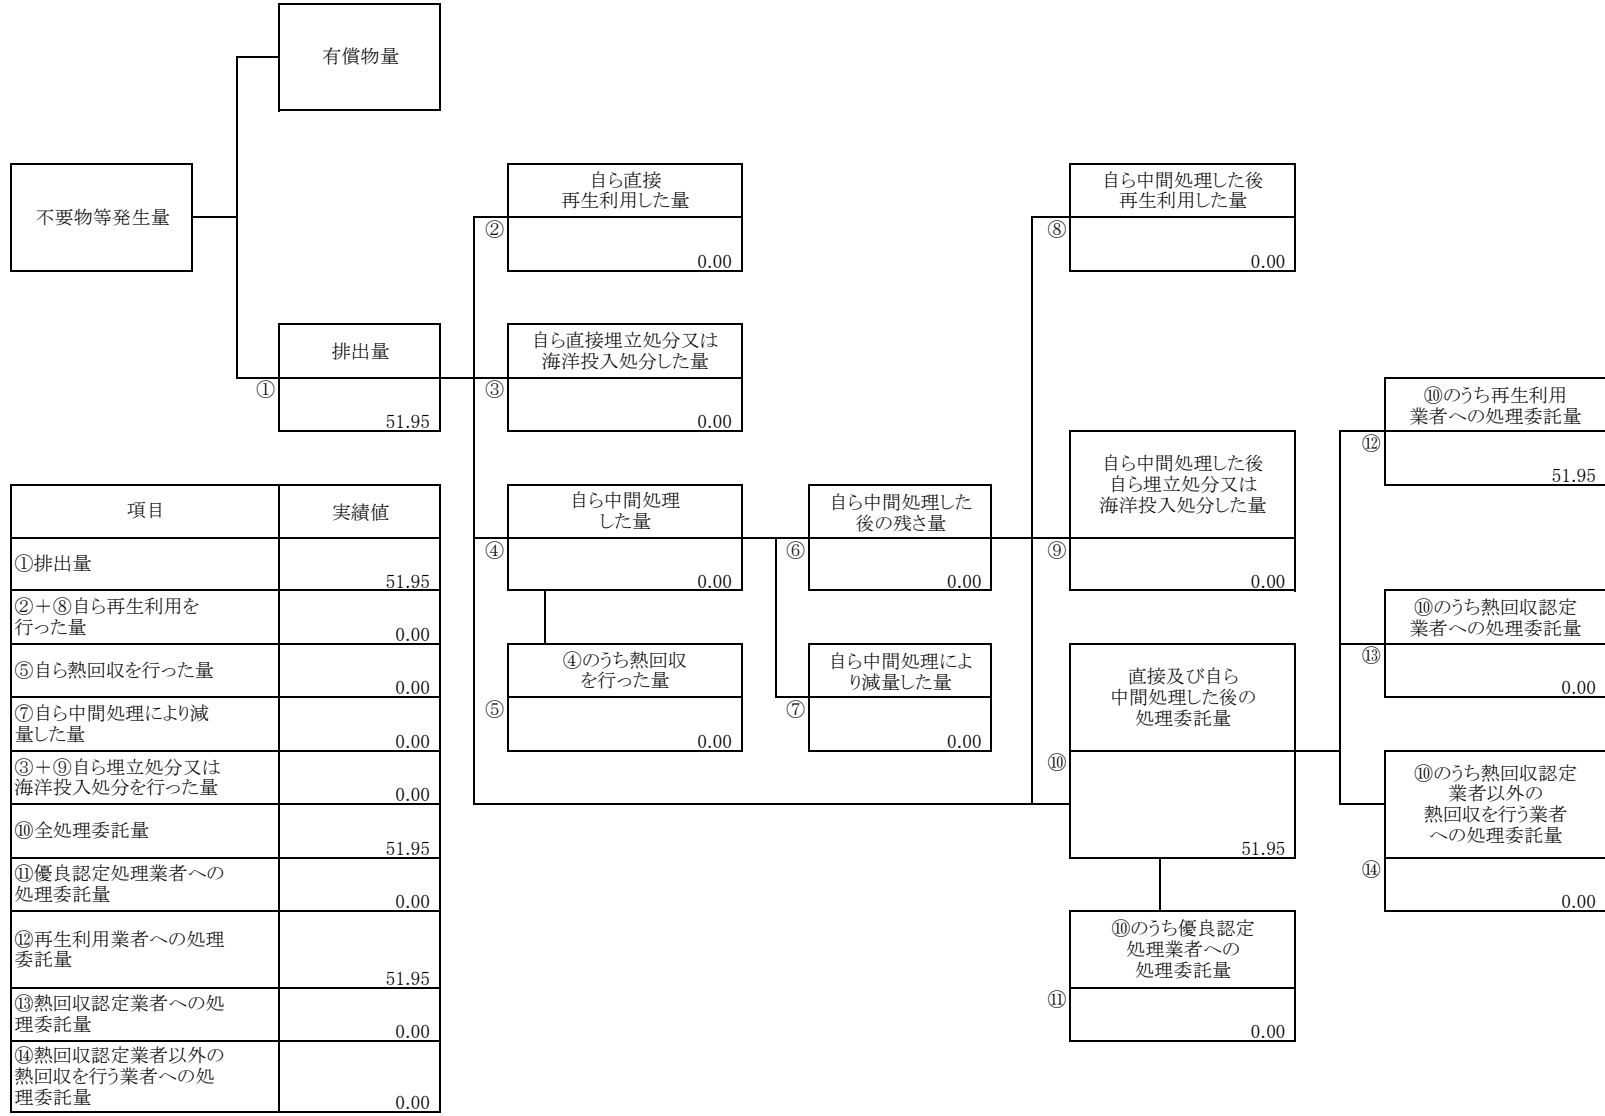 有償物量
不要物等発生量
自ら直接
再生利用した量
②
0.00
自ら中間処理した後
再生利用した量
⑧
0.00
排出量
①
51.95
自ら直接埋立処分又は
海洋投入処分した量
③
0.00
⑩のうち再生利用
業者への処理委託量
⑫
51.95
自ら中間処理
した量
④
0.00
自ら中間処理した
後の残さ量
⑥
0.00
自ら中間処理した後
自ら埋立処分又は
海洋投入処分した量
⑨
0.00
⑩のうち熱回収認定
業者への処理委託量
⑬
0.00
④のうち熱回収
を行った量
⑤
0.00
自ら中間処理によ
り減量した量
⑦
0.00
直接及び自ら
中間処理した後の
処理委託量
⑩
51.95
⑩のうち熱回収認定
業者以外の
熱回収を行う業者
への処理委託量
⑭
0.00
⑩のうち優良認定
処理業者への
処理委託量
⑪
0.00
項目 実績値
①排出量
51.95
②+⑧自ら再生利用を
行った量
0.00
⑤自ら熱回収を行った量
0.00
⑦自ら中間処理により減
量した量
0.00
③+⑨自ら埋立処分又は
海洋投入処分を行った量
0.00
⑩全処理委託量
51.95
⑪優良認定処理業者への
処理委託量
0.00
⑫再生利用業者への処理
委託量
51.95
⑬熱回収認定業者への処
理委託量
0.00
⑭熱回収認定業者以外の
熱回収を行う業者への処
理委託量
0.00